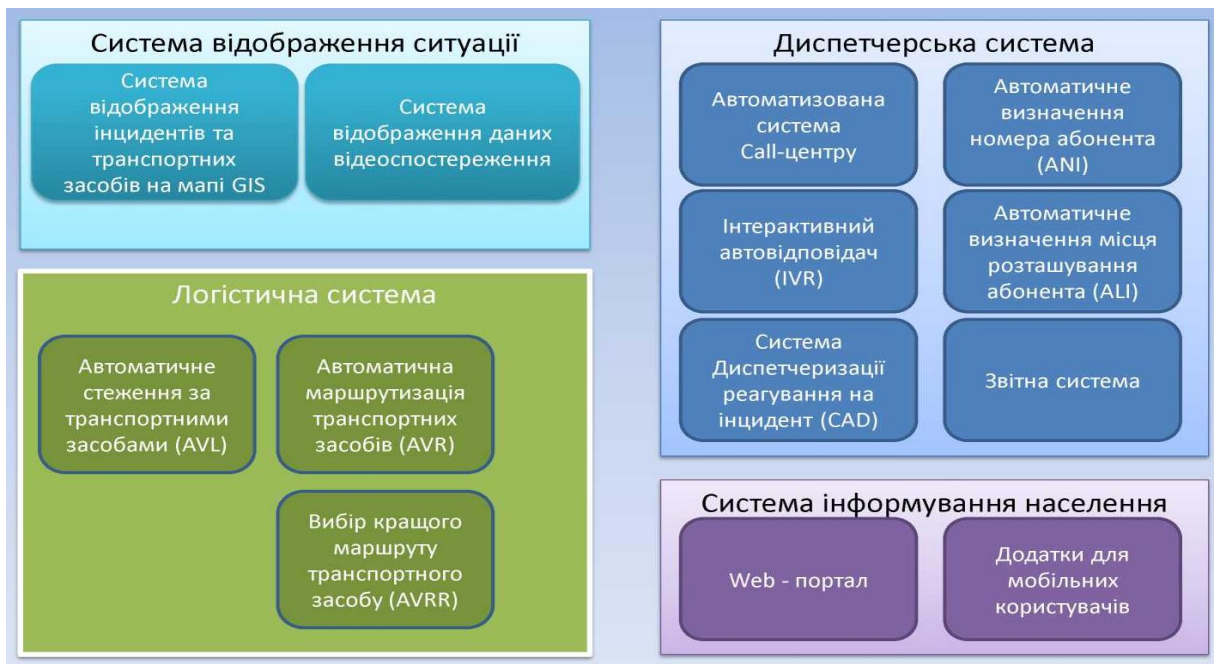 Система відображення ситуації
Система
відображення
інцидентів та
транспортних
засобів на мапі GIS
Система
відображення даних
відеоспостереження
Логістична система
Автоматичне
стеження за
транспортними
засобами (AVL)
Автоматична
маршрутизація
транспортних
засобів (AVR)
Вибір кращого
маршруту
транспортного
засобу (AVRR)
Диспетчерська система
Автоматизована
система
Call-центру
Автоматичне
визначення
номера абонента
(ANI)
Інтерактивний
автовідповідач
(IVR)
Автоматичне
визначення місця
розташування
абонента (ALI)
Система
Диспетчеризації
реагування на
інцидент (CAD)
Звітна система
Система інформування населення
Web - портал
Додатки для
мобільних
користувачів